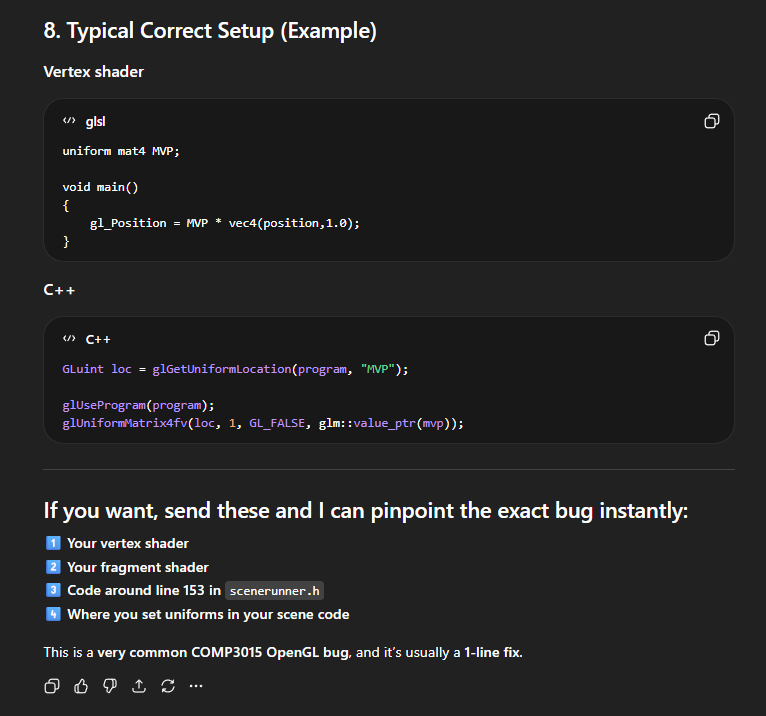 8. Typical Correct Setup (Example)
Vertex shader
</> glsl
uniform mat4 MVP;
void main()
{
    gl_Position = MVP * vec4(position,1.0);
}
C++
</> C++
GLuint loc = glGetUniformLocation(program, "MVP");
glUseProgram(program);
glUniformMatrix4fv(loc, 1, GL_FALSE, glm::value_ptr(mvp));
If you want, send these and I can pinpoint the exact bug instantly:
1 Your vertex shader
2 Your fragment shader
3 Code around line 153 in scenerunner.h
4 Where you set uniforms in your scene code
This is a very common COMP3015 OpenGL bug, and it's usually a 1-line fix.